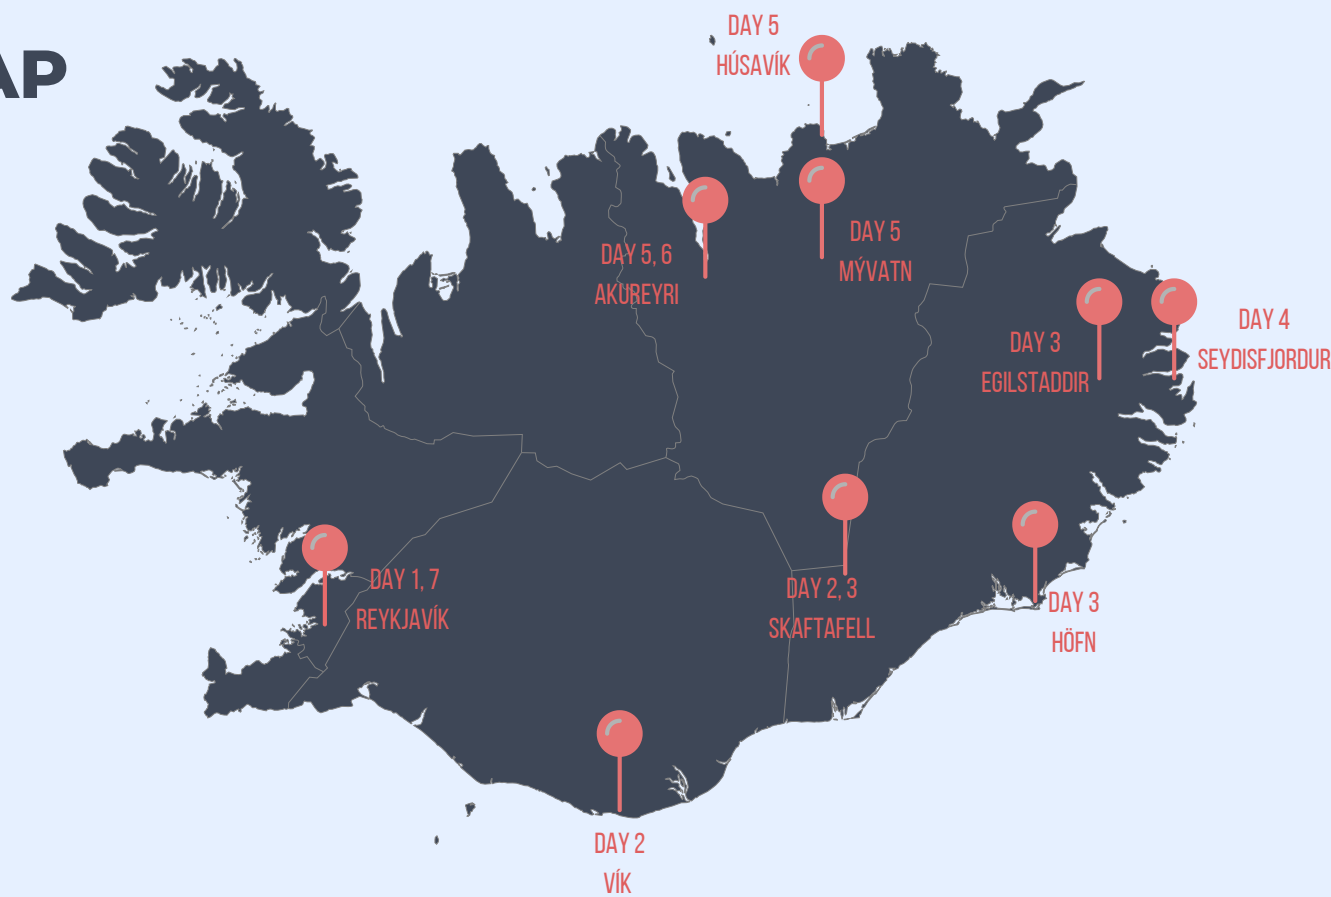 AP
DAY 5
HÚSAVÍK
DAY 5, 6
AKUREYRI
DAY 5
MÝVATN
DAY 3
EGILSTADDIR
DAY 4
SEYDISFJORDUR
DAY 1, 7
REYKJAVÍK
DAY 2, 3
SKAFTAFELL
DAY 3
HÖFN
DAY 2
VÍK